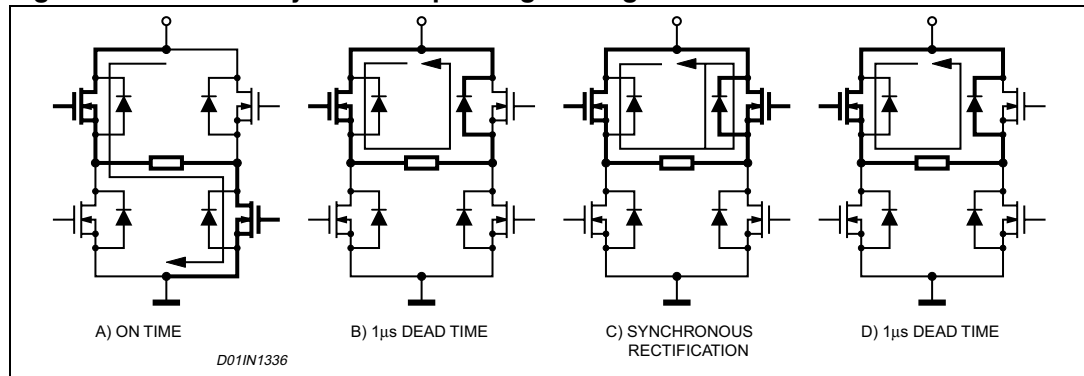 A) ON TIME
B) 1μs DEAD TIME
C) SYNCHRONOUS
RECTIFICATION
D) 1μs DEAD TIME
D01IN1336